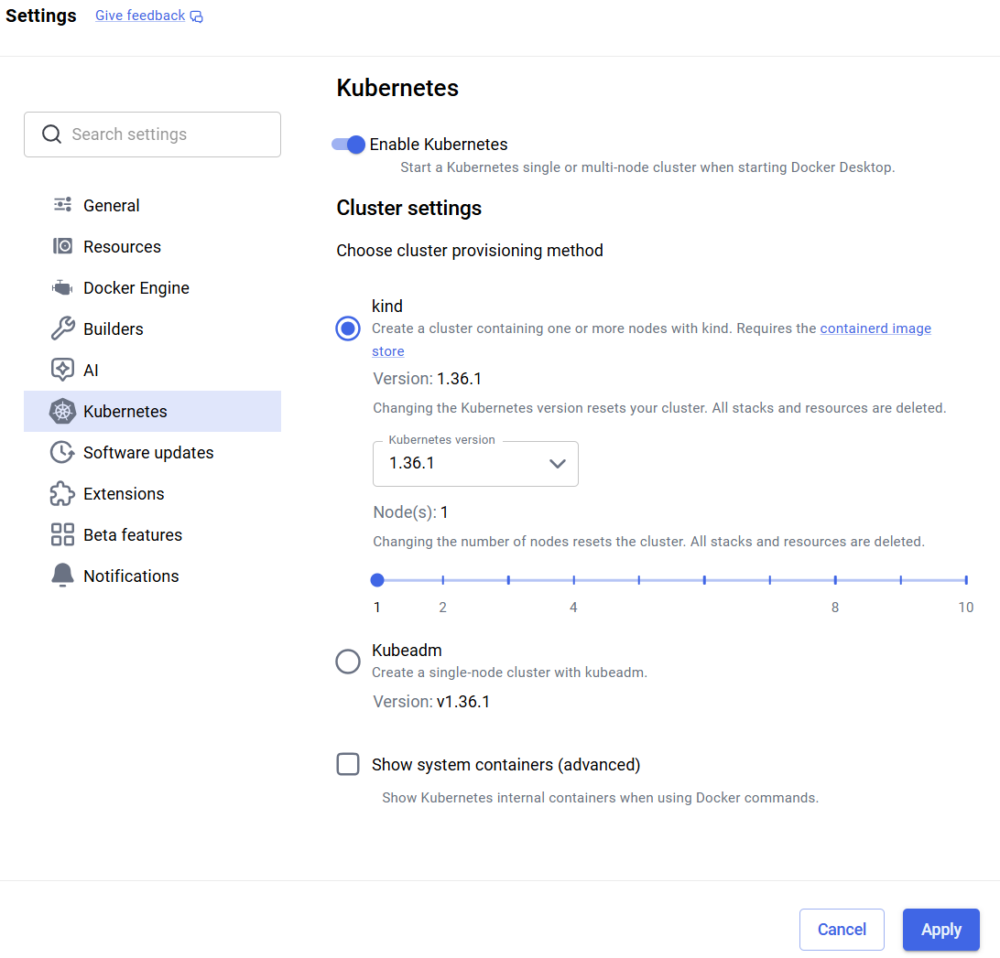 Settings
Give feedback
Search settings
General
Resources
Docker Engine
Builders
AI
Kubernetes
Software updates
Extensions
Beta features
Notifications
Kubernetes
Enable Kubernetes
Start a Kubernetes single or multi-node cluster when starting Docker Desktop.
Cluster settings
Choose cluster provisioning method
kind
Create a cluster containing one or more nodes with kind. Requires the containerd image
store
Version: 1.36.1
Changing the Kubernetes version resets your cluster. All stacks and resources are deleted.
Kubernetes version
1.36.1
Node(s): 1
Changing the number of nodes resets the cluster. All stacks and resources are deleted.
1 2 4 8 10
Kubeadm
Create a single-node cluster with kubeadm.
Version: v1.36.1
Show system containers (advanced)
Show Kubernetes internal containers when using Docker commands.
Cancel
Apply